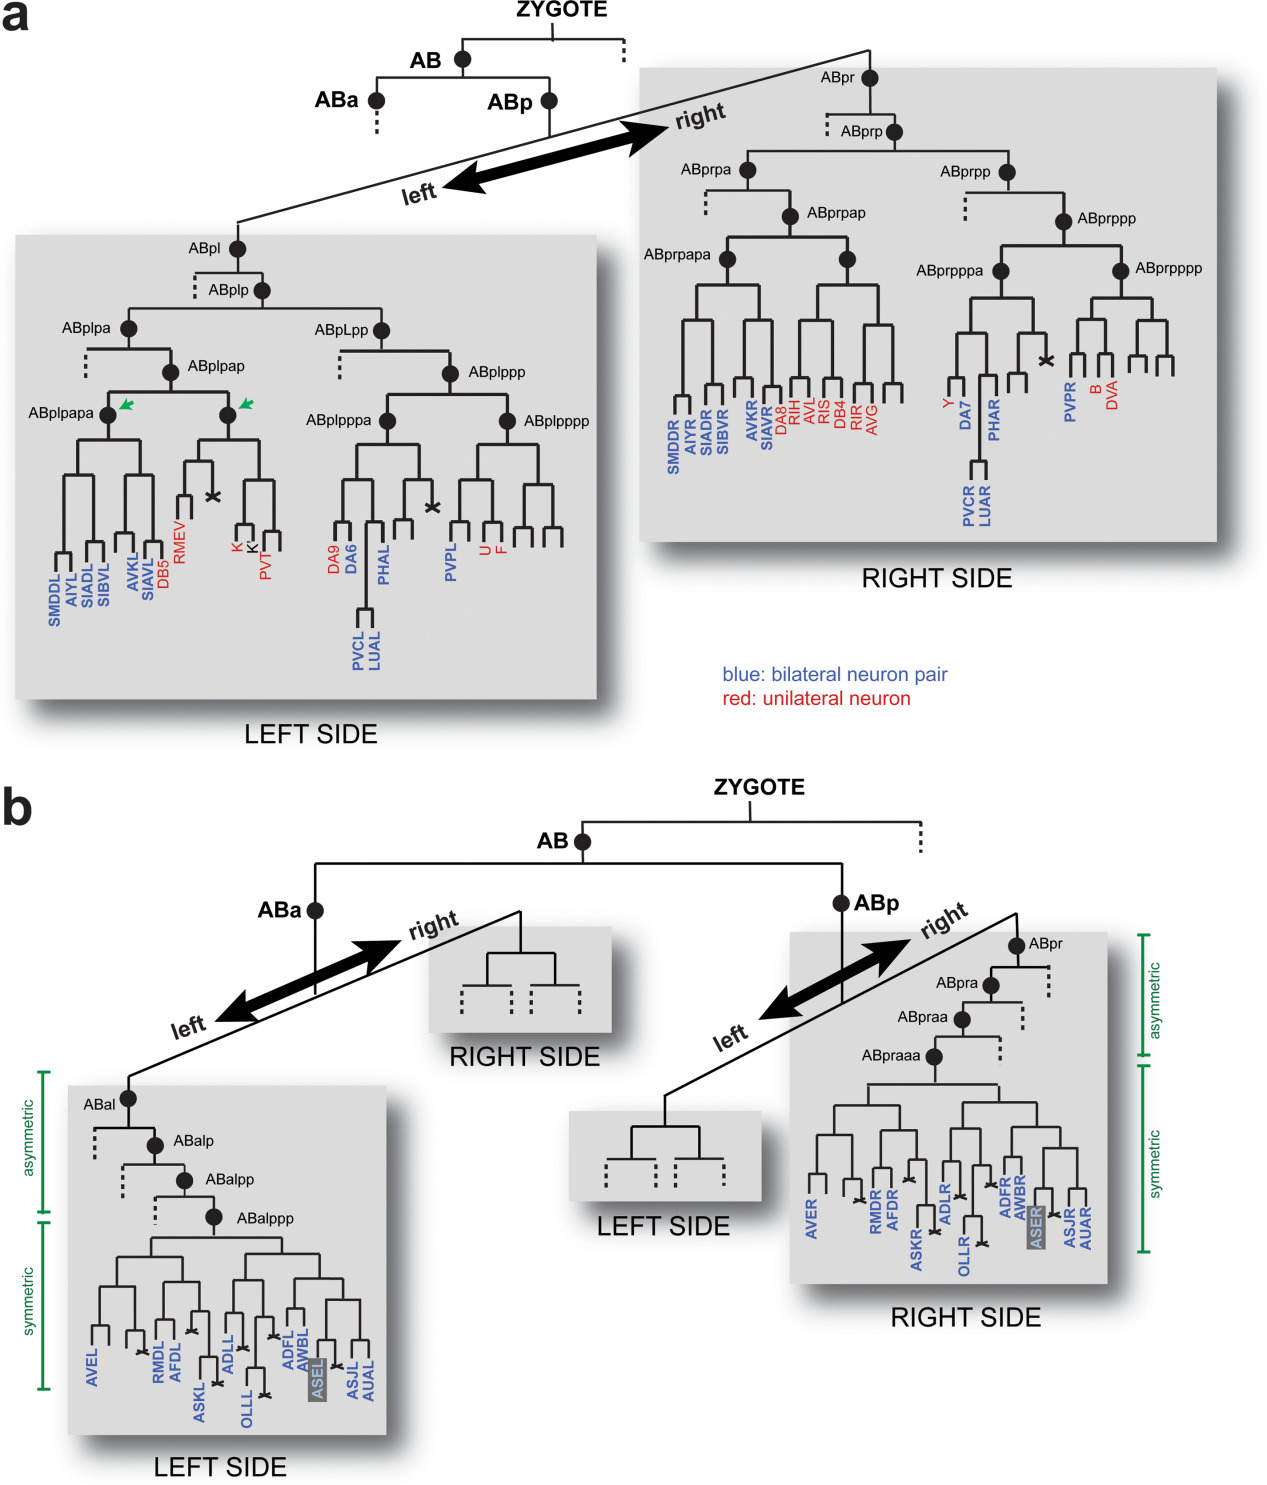 a
ZYGOTE
AB
ABa
ABp
right
left
ABpr
ABprp
ABprpa
ABprpp
ABprpap
ABprppp
ABprpapa
ABprpppa
ABprpppp
SMDDR
AIYR
SIADR
SIBVR
AVKR
SIAVR
DA8
RIH
AVL
RIS
DB4
RIR
AVG
Y
DA7
PHAR
PVCR
LUAR
PVPR
B
DVA
RIGHT SIDE
ABpl
ABplp
ABplpa
ABpLpp
ABplpap
ABplppp
ABplpapa
ABplpppa
ABplpppp
SMDDL
AIYL
SIADL
SIBVL
AVKL
SIAVL
DB5
RMEV
K
K'
PVT
DA9
DA6
PHAL
PVCL
LUAL
PVPL
U
F
LEFT SIDE
blue: bilateral neuron pair
red: unilateral neuron
b
ZYGOTE
AB
ABa
ABp
right
left
RIGHT SIDE
right
left
LEFT SIDE
ABpr
ABpra
ABpraa
ABpraaa
AVER
RMDR
AFDR
ASKR
ADLR
OLLR
ADFR
AWBR
ASER
ASJR
AUAR
asymmetric
symmetric
RIGHT SIDE
ABal
ABalp
ABalpp
ABalppp
AVEL
RMDL
AFDL
ASKL
ADLL
OLLL
ADFL
AWBL
ASEL
ASJL
AUAL
asymmetric
symmetric
LEFT SIDE